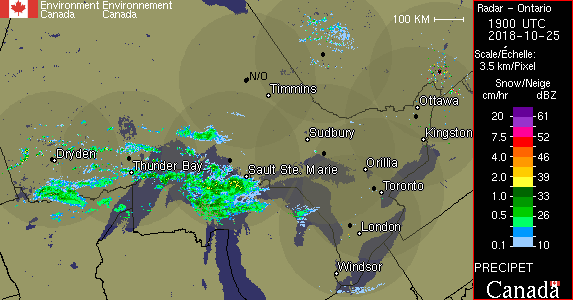 Environment Environnement
Canada Canada
100 KM
N/O
Timmins
Ottawa
Sudbury
Kingston
Dryden
Thunder Bay
Sault Ste. Marie
Orillia
Toronto
London
Windsor
Radar - Ontario
1900 UTC
2018-10-25
Scale/Échelle:
3.5 km/Pixel
Snow/Neige
cm/hr dBZ
20 61
7.5 52
4.0 46
2.0 39
1.0 33
0.5 26
0.1 10
PRECIPET
Canada